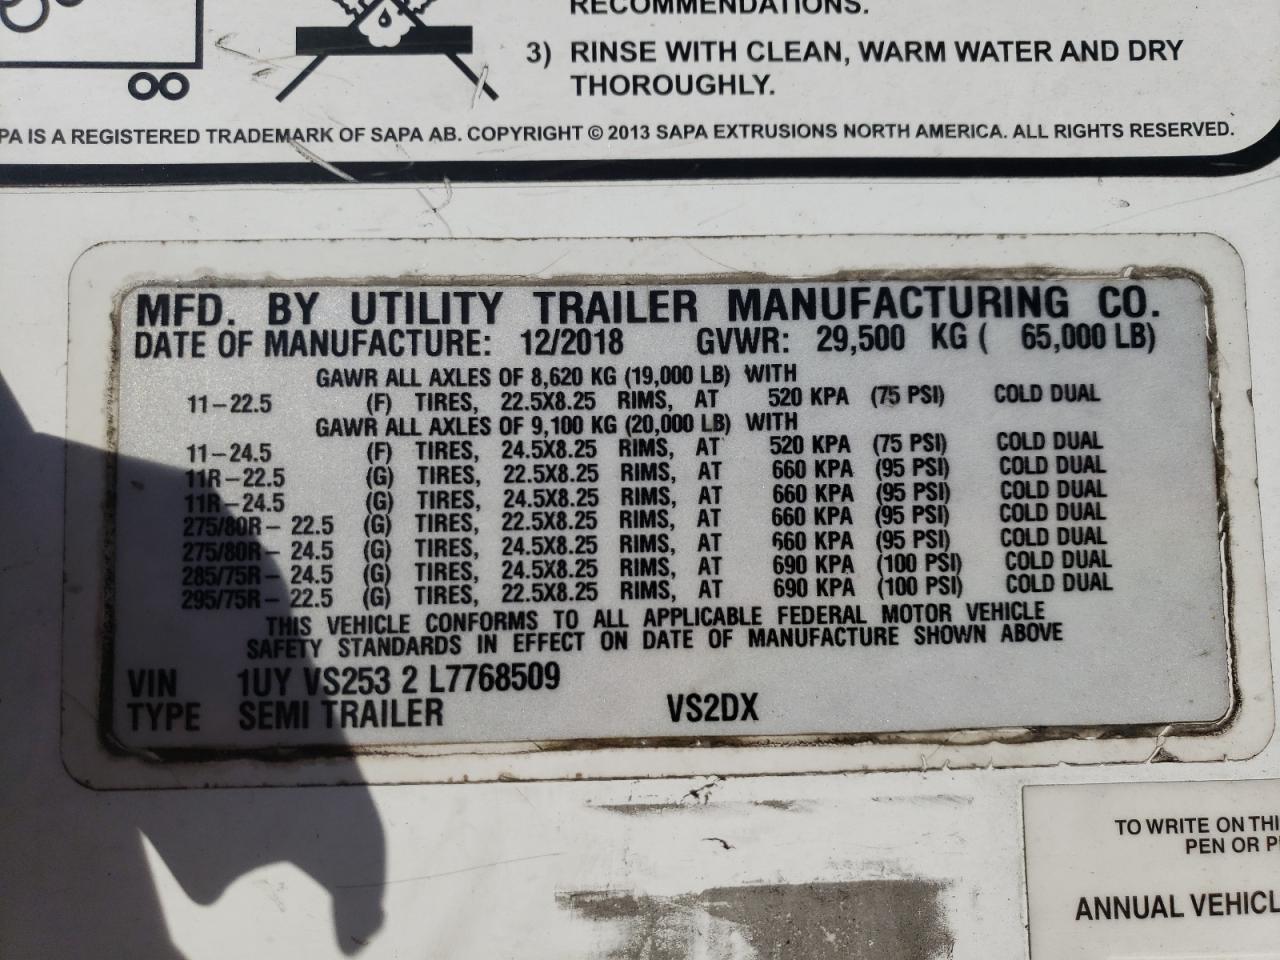 RECOMMENDATIONS.
3) RINSE WITH CLEAN, WARM WATER AND DRY
THOROUGHLY.
PA IS A REGISTERED TRADEMARK OF SAPA AB. COPYRIGHT © 2013 SAPA EXTRUSIONS NORTH AMERICA. ALL RIGHTS RESERVED.
MFD. BY UTILITY TRAILER MANUFACTURING CO.
DATE OF MANUFACTURE: 12/2018 GVWR: 29,500 KG ( 65,000 LB)
GAWR ALL AXLES OF 8,620 KG (19,000 LB) WITH
11-22.5 (F) TIRES, 22.5X8.25 RIMS, AT 520 KPA (75 PSI) COLD DUAL
GAWR ALL AXLES OF 9,100 KG (20,000 LB) WITH
11-24.5 (F) TIRES, 24.5X8.25 RIMS, AT 520 KPA (75 PSI) COLD DUAL
11R-22.5 (G) TIRES, 22.5X8.25 RIMS, AT 660 KPA (95 PSI) COLD DUAL
11R-24.5 (G) TIRES, 24.5X8.25 RIMS, AT 660 KPA (95 PSI) COLD DUAL
275/80R- 22.5 (G) TIRES, 22.5X8.25 RIMS, AT 660 KPA (95 PSI) COLD DUAL
275/80R- 24.5 (G) TIRES, 24.5X8.25 RIMS, AT 660 KPA (95 PSI) COLD DUAL
285/75R- 24.5 (G) TIRES, 24.5X8.25 RIMS, AT 690 KPA (100 PSI) COLD DUAL
295/75R- 22.5 (G) TIRES, 22.5X8.25 RIMS, AT 690 KPA (100 PSI) COLD DUAL
THIS VEHICLE CONFORMS TO ALL APPLICABLE FEDERAL MOTOR VEHICLE
SAFETY STANDARDS IN EFFECT ON DATE OF MANUFACTURE SHOWN ABOVE
VIN 1UY VS253 2 L7768509
TYPE SEMI TRAILER VS2DX
TO WRITE ON THI
PEN OR P
ANNUAL VEHICL